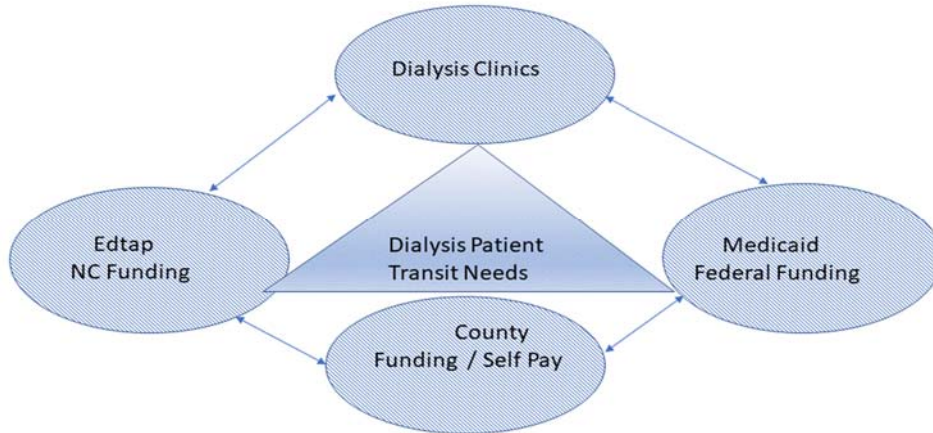 Dialysis Clinics
Edtap
NC Funding
Dialysis Patient
Transit Needs
Medicaid
Federal Funding
County
Funding / Self Pay